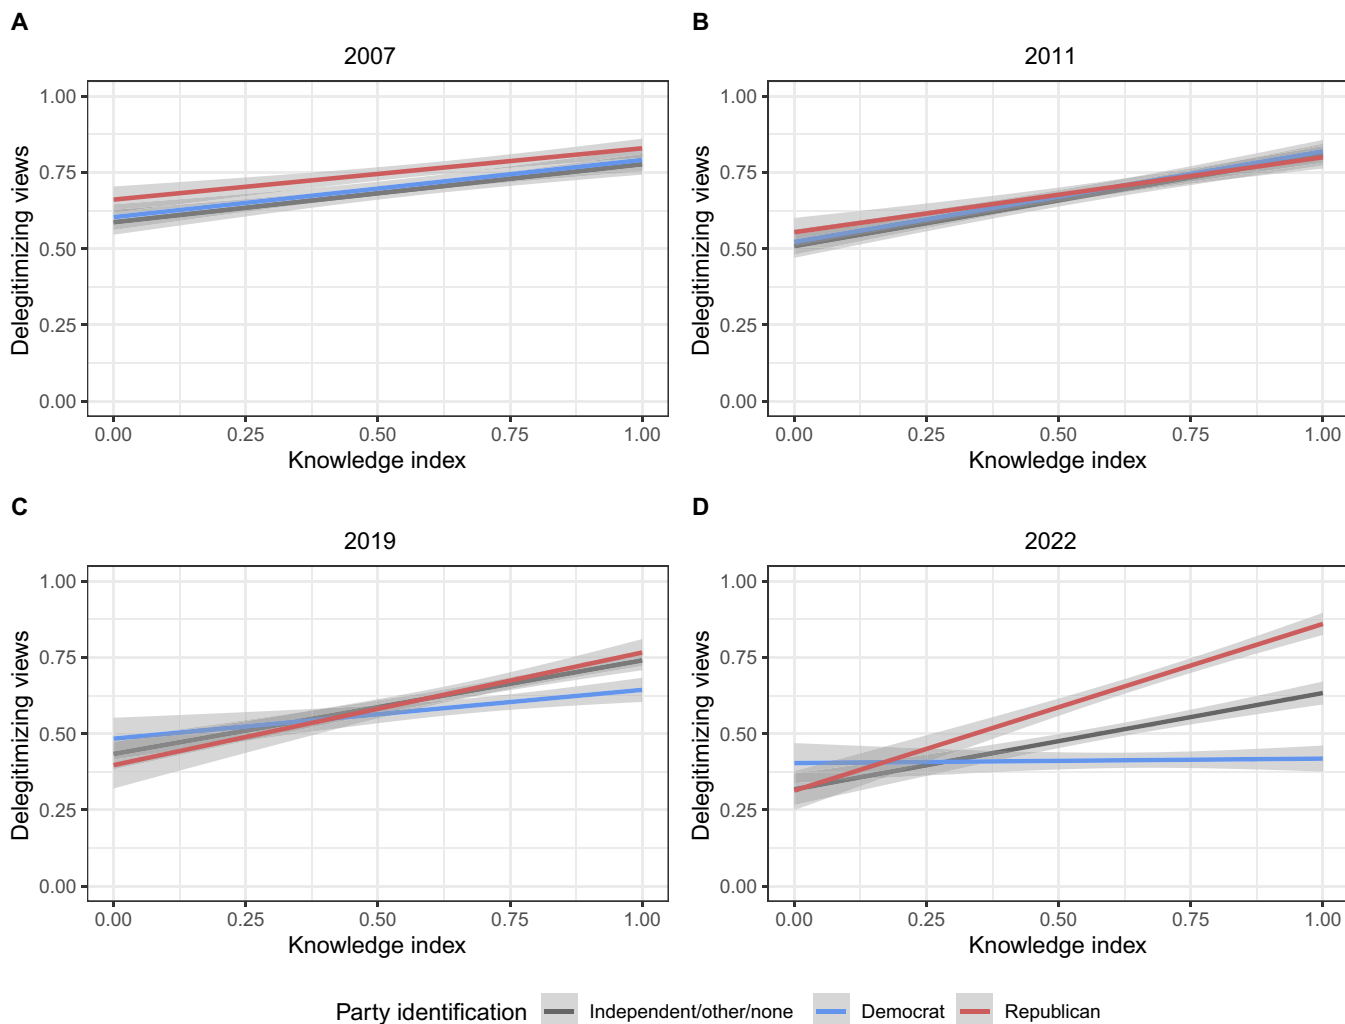 A
2007
1.00
0.75
0.50
0.25
0.00
Delegitimizing views
0.00 0.25 0.50 0.75 1.00
Knowledge index
B
2011
1.00
0.75
0.50
0.25
0.00
Delegitimizing views
0.00 0.25 0.50 0.75 1.00
Knowledge index
C
2019
1.00
0.75
0.50
0.25
0.00
Delegitimizing views
0.00 0.25 0.50 0.75 1.00
Knowledge index
D
2022
1.00
0.75
0.50
0.25
0.00
Delegitimizing views
0.00 0.25 0.50 0.75 1.00
Knowledge index
Party identification Independent/other/none Democrat Republican